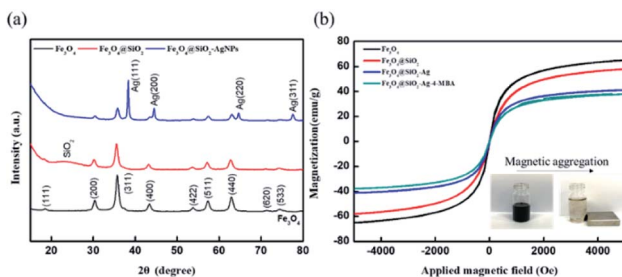 (a)
Fe₃O₄ Fe₃O₄@SiO₂ Fe₃O₄@SiO₂-AgNPs
Ag(111)
Ag(200)
Ag(220)
Ag(311)
SiO₂
(111)
(200)
(311)
(400)
(422)
(511)
(440)
(620)
(533)
Fe₃O₄
Intensity (a.u.)
20 30 40 50 60 70 80
2θ (degree)
(b)
Fe₃O₄
Fe₃O₄@SiO₂
Fe₃O₄@SiO₂-Ag
Fe₃O₄@SiO₂-Ag-4-MBA
Magnetization(emu/g)
60
40
20
0
-20
-40
-60
-80
Magnetic aggregation
-4000 -2000 0 2000 4000
Applied magnetic field (Oe)